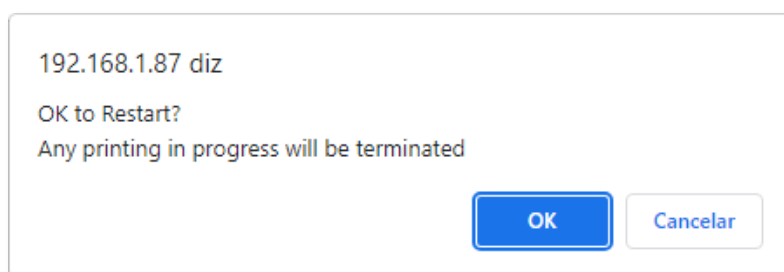 192.168.1.87 diz
OK to Restart?
Any printing in progress will be terminated
OK
Cancelar